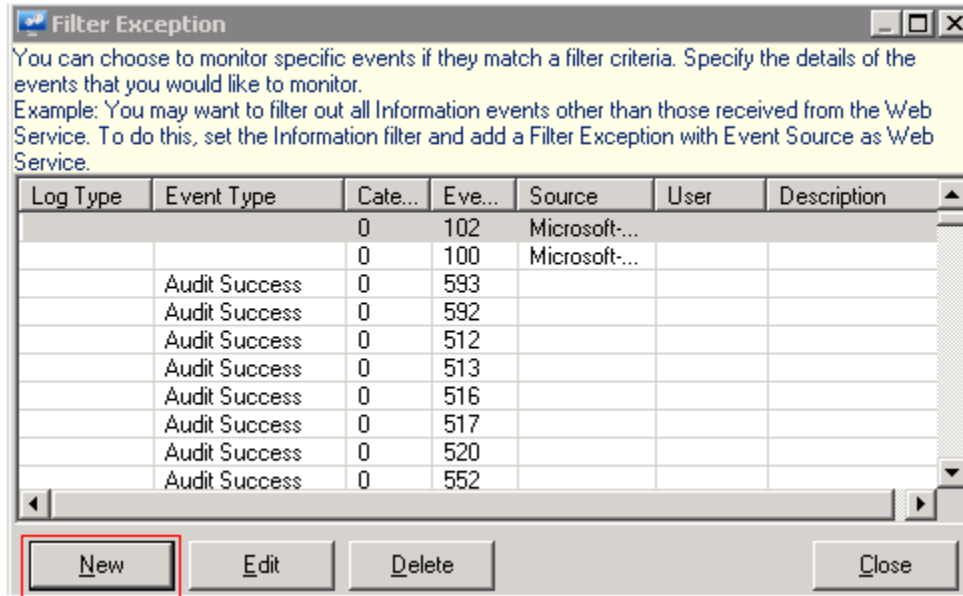 Filter Exception
You can choose to monitor specific events if they match a filter criteria. Specify the details of the
events that you would like to monitor.
Example: You may want to filter out all Information events other than those received from the Web
Service. To do this, set the Information filter and add a Filter Exception with Event Source as Web
Service.
Log Type Event Type Cate... Eve... Source User Description
0 102 Microsoft-...
0 100 Microsoft-...
Audit Success 0 593
Audit Success 0 592
Audit Success 0 512
Audit Success 0 513
Audit Success 0 516
Audit Success 0 517
Audit Success 0 520
Audit Success 0 552
New Edit Delete Close